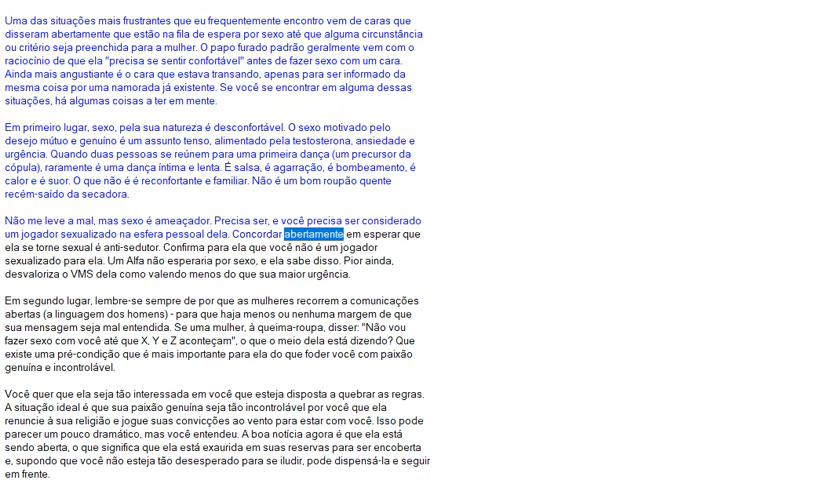 Uma das situações mais frustrantes que eu frequentemente encontro vem de caras que
disseram abertamente que estão na fila de espera por sexo até que alguma circunstância
ou critério seja preenchida para a mulher. O papo furado padrão geralmente vem com o
raciocínio de que ela "precisa se sentir confortável" antes de fazer sexo com um cara.
Ainda mais angustiante é o cara que estava transando, apenas para ser informado da
mesma coisa por uma namorada já existente. Se você se encontrar em alguma dessas
situações, há algumas coisas a ter em mente.
Em primeiro lugar, sexo, pela sua natureza é desconfortável. O sexo motivado pelo
desejo mútuo e genuíno é um assunto tenso, alimentado pela testosterona, ansiedade e
urgência. Quando duas pessoas se reúnem para uma primeira dança (um precursor da
cópula), raramente é uma dança íntima e lenta. É salsa, é agarração, é bombeamento, é
calor e é suor. O que não é é reconfortante e familiar. Não é um bom roupão quente
recém-saído da secadora.
Não me leve a mal, mas sexo é ameaçador. Precisa ser, e você precisa ser considerado
um jogador sexualizado na esfera pessoal dela. Concordar abertamente em esperar que
ela se torne sexual é anti-sedutor. Confirma para ela que você não é um jogador
sexualizado para ela. Um Alfa não esperaria por sexo, e ela sabe disso. Pior ainda,
desvaloriza o VMS dela como valendo menos do que sua maior urgência.
Em segundo lugar, lembre-se sempre de por que as mulheres recorrem a comunicações
abertas (a linguagem dos homens) - para que haja menos ou nenhuma margem de que
sua mensagem seja mal entendida. Se uma mulher, à queima-roupa, disser: "Não vou
fazer sexo com você até que X, Y e Z aconteçam", o que o meio dela está dizendo? Que
existe uma pré-condição que é mais importante para ela do que foder você com paixão
genuína e incontrolável.
Você quer que ela seja tão interessada em você que esteja disposta a quebrar as regras.
A situação ideal é que sua paixão genuína seja tão incontrolável por você que ela
renuncie à sua religião e jogue suas convicções ao vento para estar com você. Isso pode
parecer um pouco dramático, mas você entendeu. A boa notícia agora é que ela está
sendo aberta, o que significa que ela está exaurida em suas reservas para ser encoberta
e, supondo que você não esteja tão desesperado para se iludir, pode dispensá-la e seguir
em frente.